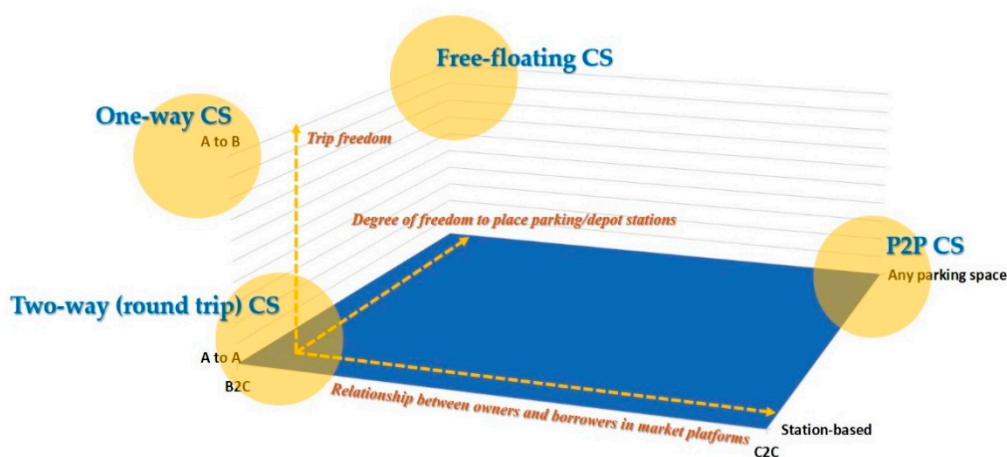 Free-floating CS
One-way CS
A to B
Trip freedom
Degree of freedom to place parking/depot stations
P2P CS
Any parking space
Two-way (round trip) CS
A to A
B2C
Relationship between owners and borrowers in market platforms
Station-based
C2C